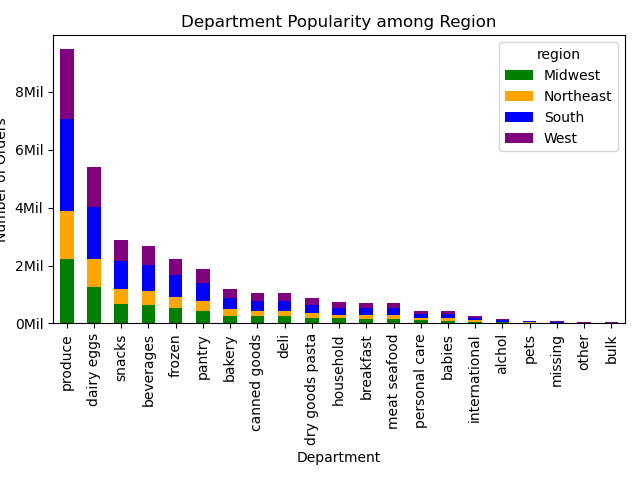 Department Popularity among Region
region
Midwest
Northeast
South
West
8Mil
6Mil
4Mil
2Mil
0Mil
Number of Orders
produce
dairy eggs
snacks
beverages
frozen
pantry
bakery
canned goods
deli
dry goods pasta
household
breakfast
meat seafood
personal care
babies
international
alchol
pets
missing
other
bulk
Department